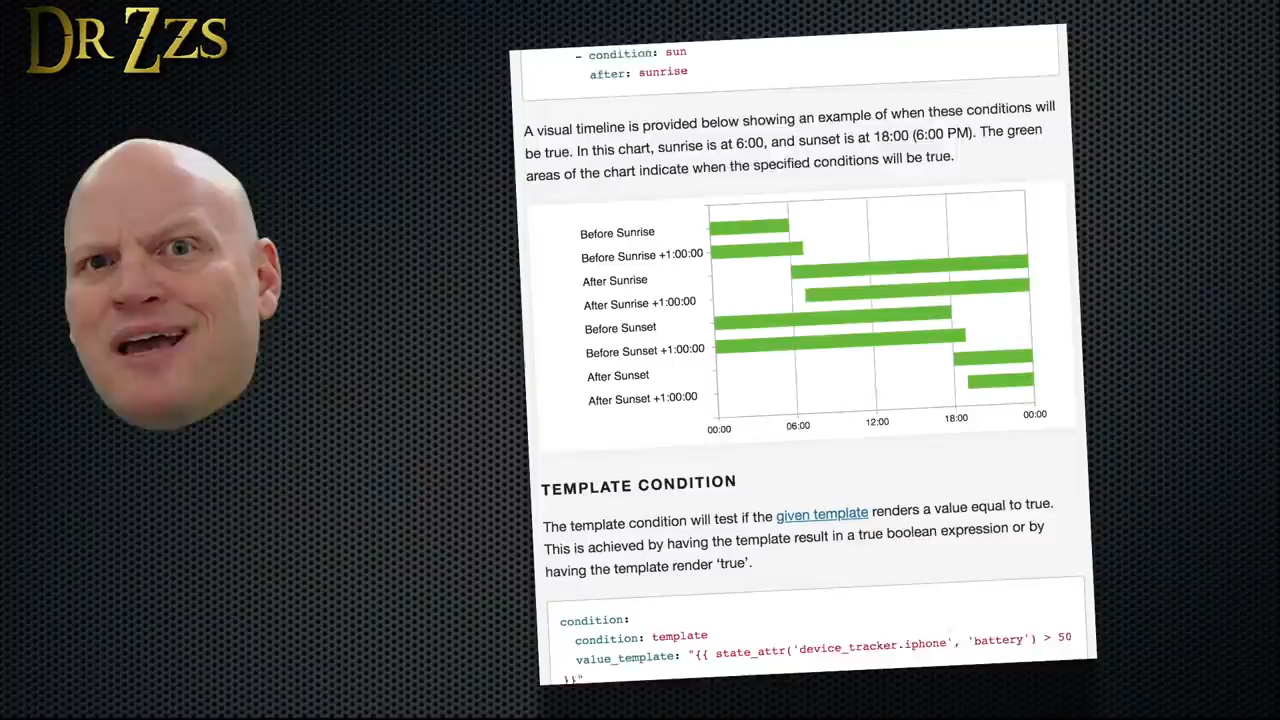 DR ZZS
- condition: sun
after: sunrise
A visual timeline is provided below showing an example of when these conditions will
be true. In this chart, sunrise is at 6:00, and sunset is at 18:00 (6:00 PM). The green
areas of the chart indicate when the specified conditions will be true.
Before Sunrise
Before Sunrise +1:00:00
After Sunrise
After Sunrise +1:00:00
Before Sunset
Before Sunset +1:00:00
After Sunset
After Sunset +1:00:00
00:00 06:00 12:00 18:00 00:00
TEMPLATE CONDITION
The template condition will test if the given template renders a value equal to true.
This is achieved by having the template result in a true boolean expression or by
having the template render ‘true’.
condition:
condition: template
value_template: "{{ state_attr('device_tracker.iphone', 'battery') > 50
}}"